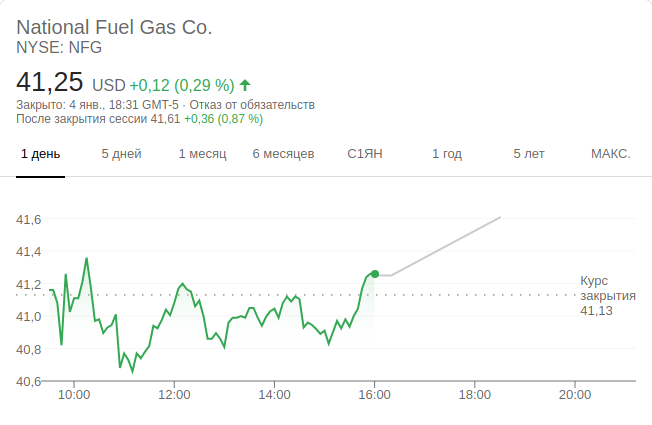 National Fuel Gas Co.
NYSE: NFG
41,25 USD +0,12 (0,29 %)
Закрыто: 4 янв., 18:31 GMT-5 · Отказ от обязательств
После закрытия сессии 41,61 +0,36 (0,87 %)
1 день 5 дней 1 месяц 6 месяцев С1ЯН 1 год 5 лет МАКС.
41,6
41,4
41,2
41,0
40,8
40,6
Курс
закрытия
41,13
10:00 12:00 14:00 16:00 18:00 20:00